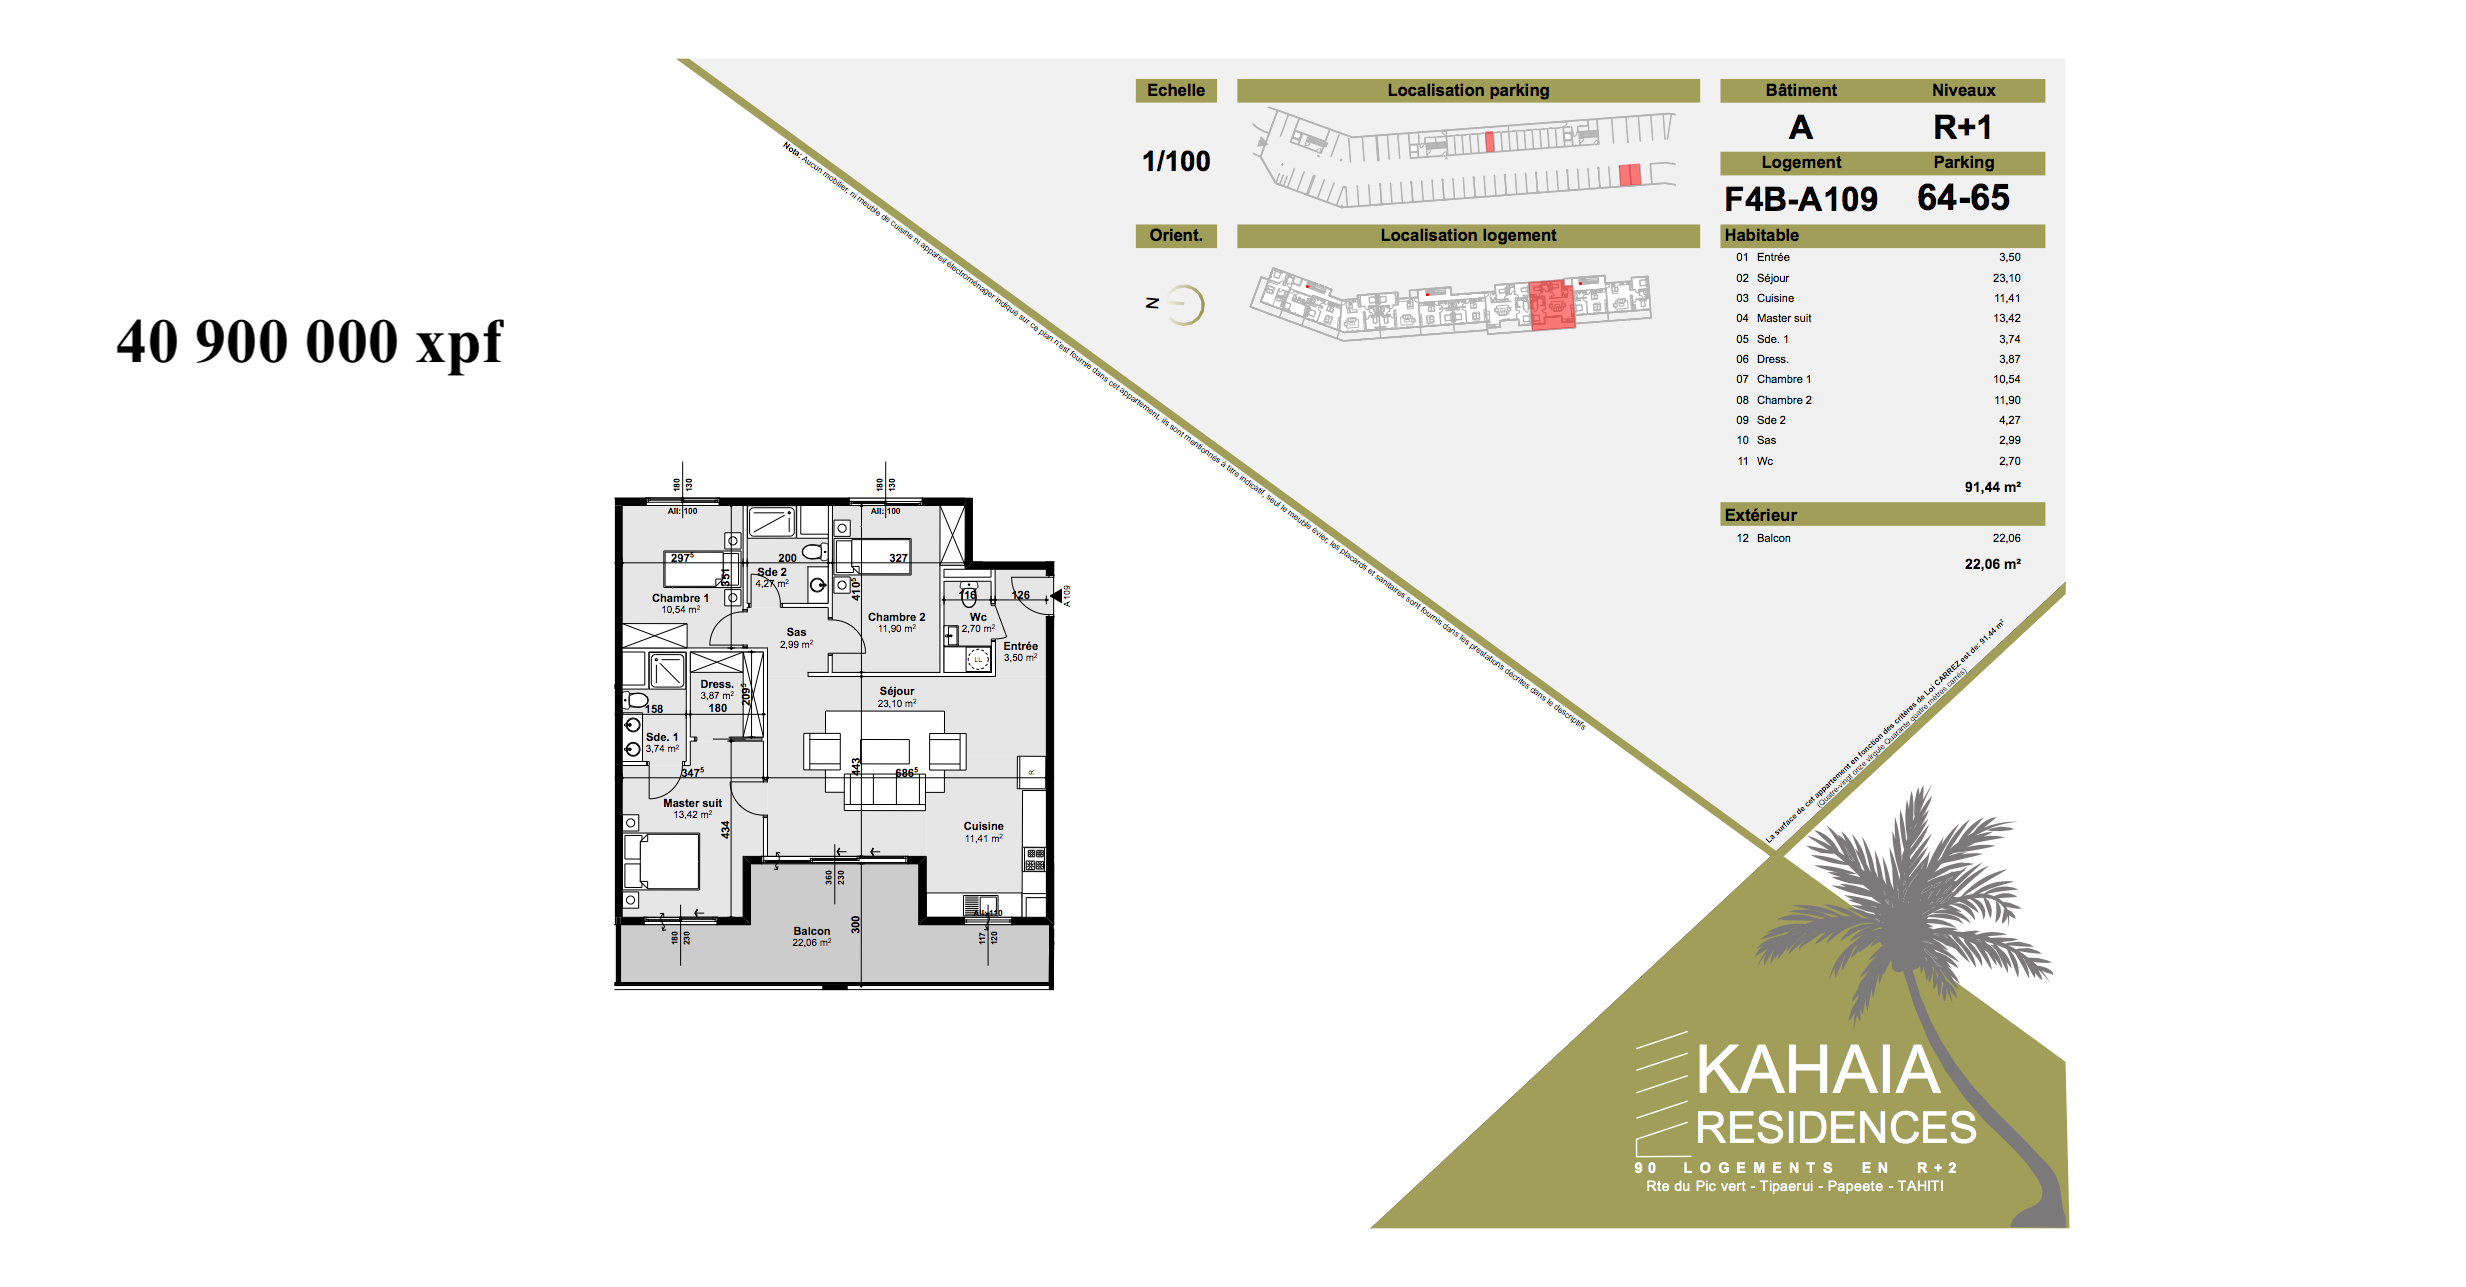 40 900 000 xpf
Echelle
1/100
Orient.
N
Localisation parking
Localisation logement
Bâtiment Niveaux
A R+1
Logement Parking
F4B-A109 64-65
Habitable
01 Entrée 3,50
02 Séjour 23,10
03 Cuisine 11,41
04 Master suit 13,42
05 Sde. 1 3,74
06 Dress. 3,87
07 Chambre 1 10,54
08 Chambre 2 11,90
09 Sde 2 4,27
10 Sas 2,99
11 Wc 2,70
91,44 m²
Extérieur
12 Balcon 22,06
22,06 m²
Nota: Aucun mobilier, ni meuble de cuisine ni appareil électroménager indiqué sur ce plan n'est fournie dans cet appartement, ils sont mentionnés à titre indicatif, seul le meuble évier, les placards et sanitaires sont fournis dans les prestations décrites dans le descriptifs
La surface de cet appartement en fonction des critères de Loi CARREZ est de: 91,44 m²
(Quatre-vingt onze virgule Quarante quatre mètres carrés)
180
130
180
130
All: 100
All: 100
297⁵
200
327
351
410⁵
Sde 2
4,27 m²
Chambre 1
10,54 m²
Chambre 2
11,90 m²
116
126
A 109
Wc
2,70 m²
Sas
2,99 m²
Entrée
3,50 m²
LL
Dress.
3,87 m²
180
209⁵
158
Séjour
23,10 m²
Sde. 1
3,74 m²
347⁵
443
686⁵
R
Master suit
13,42 m²
434
Cuisine
11,41 m²
360
230
All: 110
Balcon
22,06 m²
300
180
230
117
120
KAHAIA
RESIDENCES
90 LOGEMENTS EN R+2
Rte du Pic vert - Tipaerui - Papeete - TAHITI